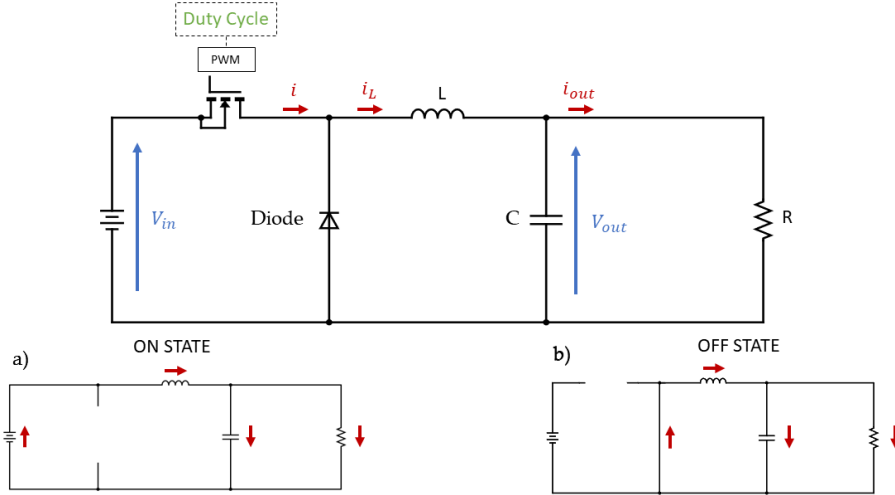 Duty Cycle
PWM
i
i_L
L
i_out
V_in
Diode
C
V_out
R
a)
ON STATE
b)
OFF STATE